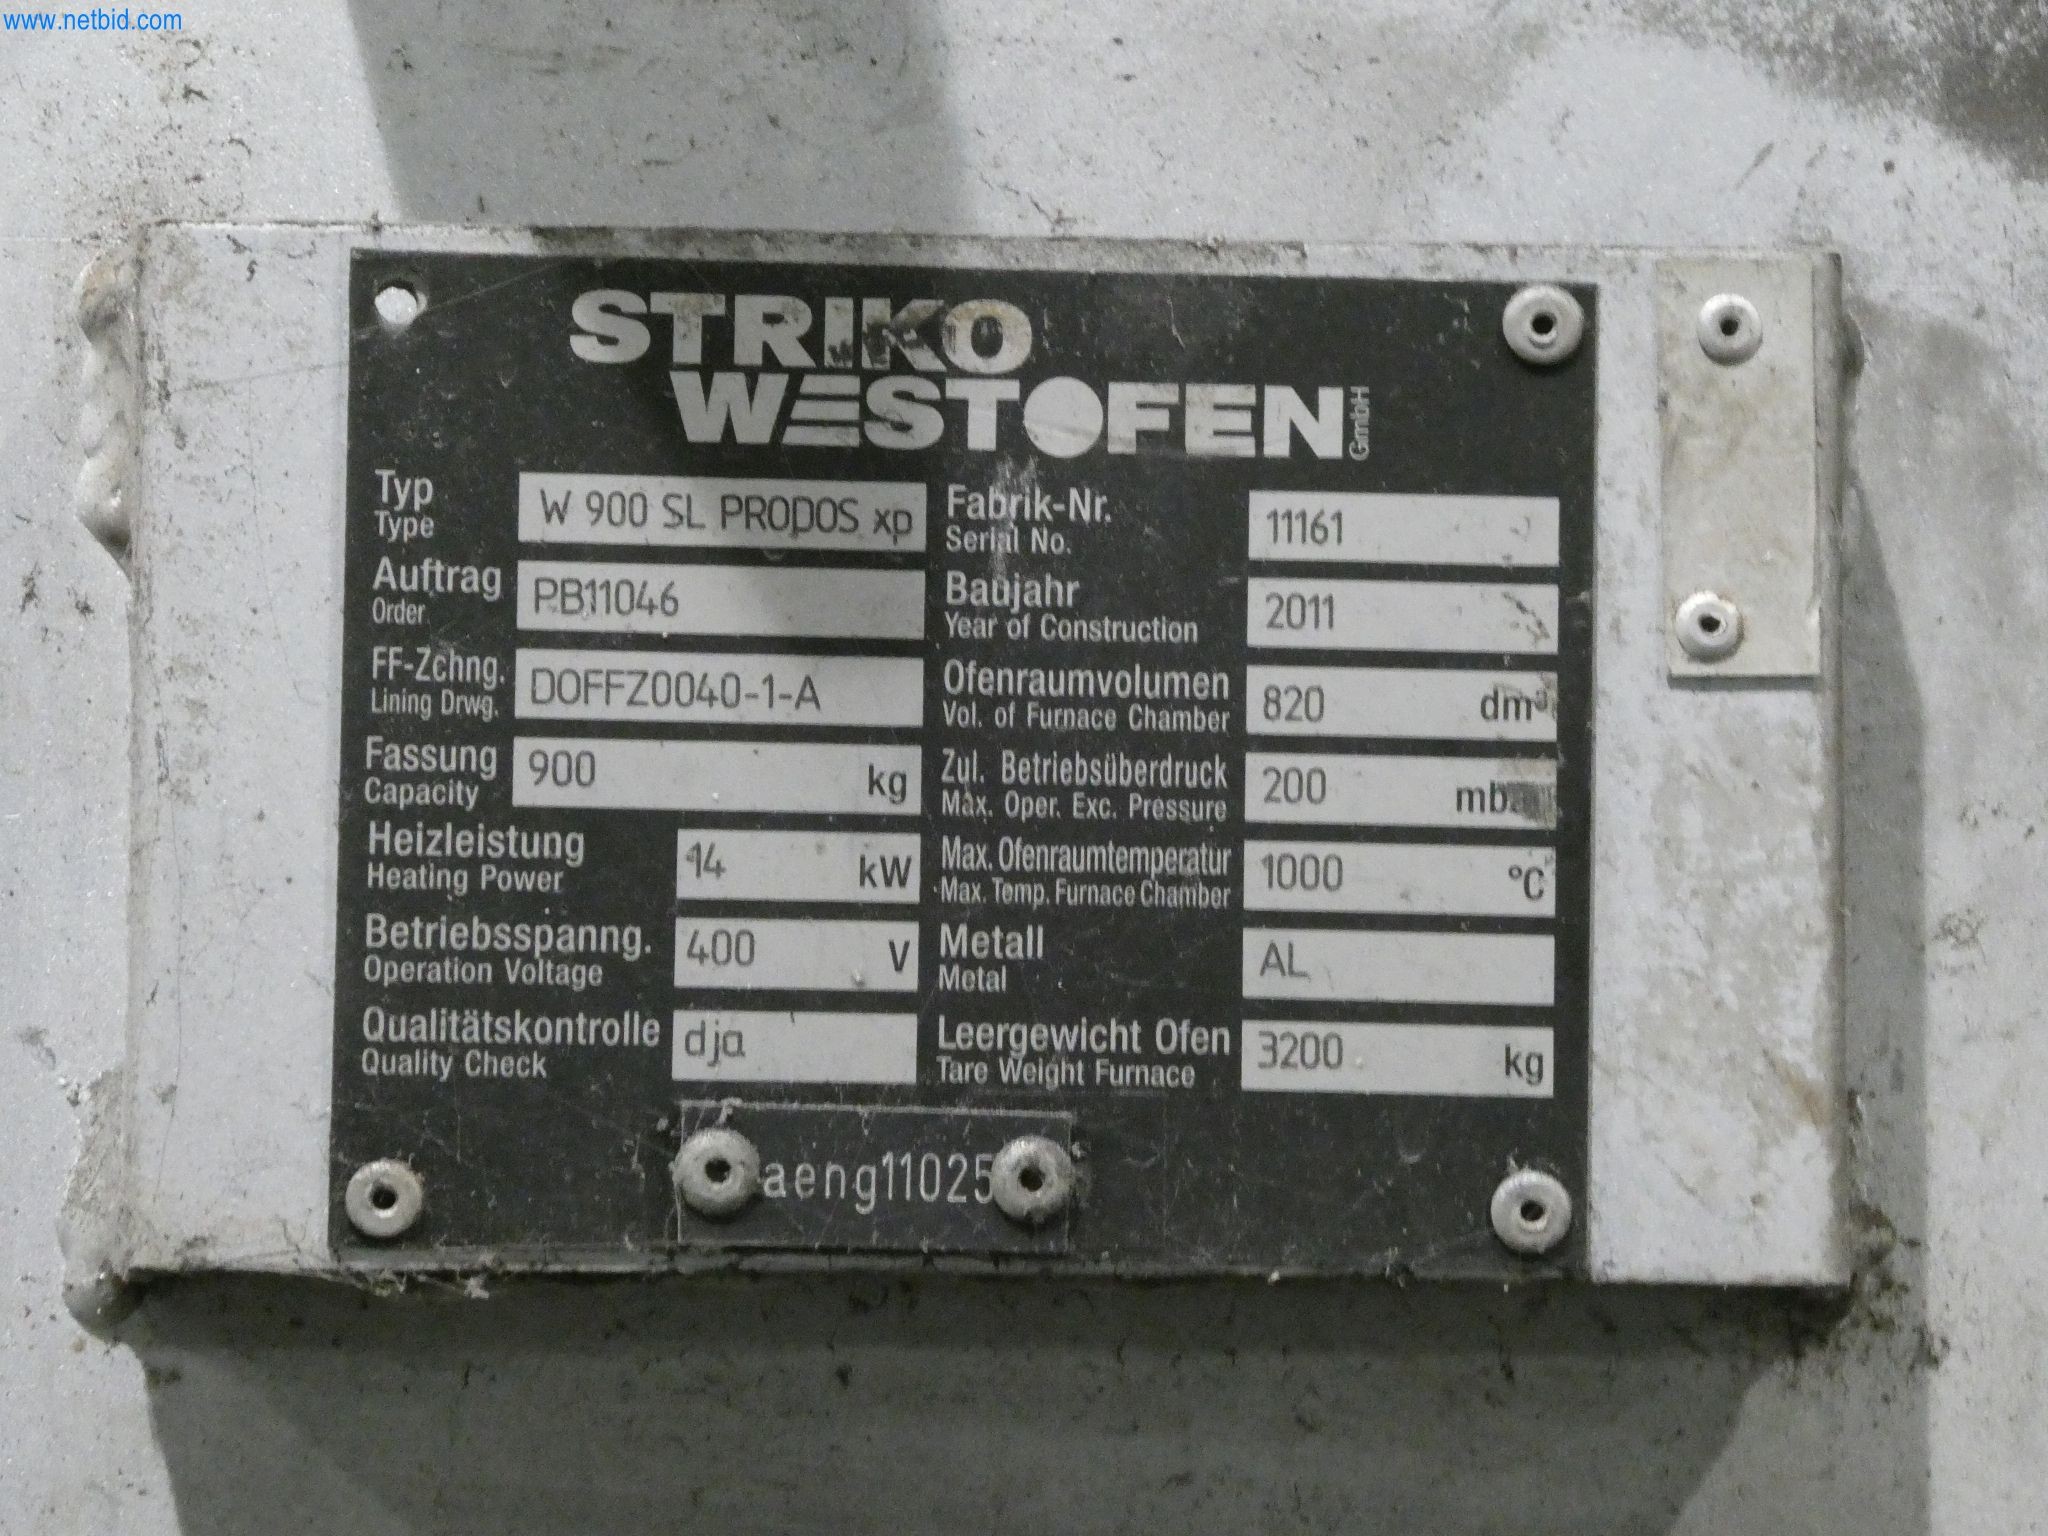 www.netbid.com
STRIKO
WESTOFEN GmbH
Typ
Type
W 900 SL PRODOS xp
Auftrag
Order
PB11046
FF-Zchng.
Lining Drwg.
DOFFZ0040-1-A
Fassung
Capacity
900 kg
Heizleistung
Heating Power
14 kW
Betriebsspanng.
Operation Voltage
400 V
Qualitätskontrolle
Quality Check
dja
Fabrik-Nr.
Serial No.
11161
Baujahr
Year of Construction
2011
Ofenraumvolumen
Vol. of Furnace Chamber
820 dm³
Zul. Betriebsüberdruck
Max. Oper. Exc. Pressure
200 mbar
Max. Ofenraumtemperatur
Max. Temp. Furnace Chamber
1000 °C
Metall
Metal
AL
Leergewicht Ofen
Tare Weight Furnace
3200 kg
aeng11025